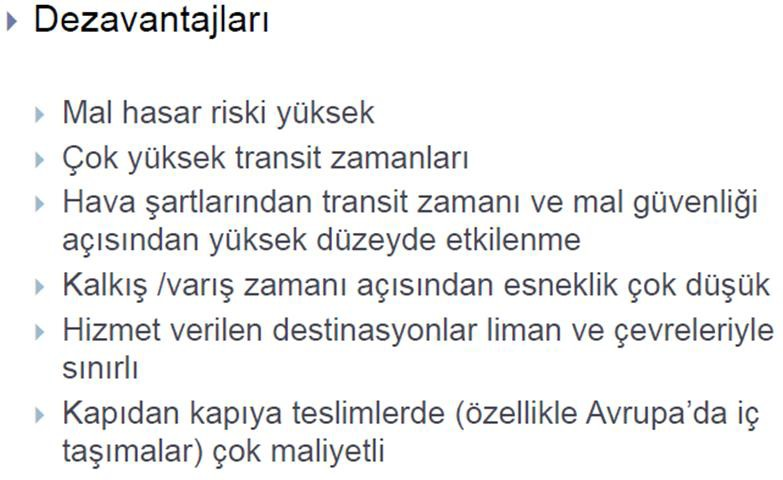 Dezavantajları
Mal hasar riski yüksek
Çok yüksek transit zamanları
Hava şartlarından transit zamanı ve mal güvenliği
açısından yüksek düzeyde etkilenme
Kalkış /varış zamanı açısından esneklik çok düşük
Hizmet verilen destinasyonlar liman ve çevreleriyle
sınırlı
Kapıdan kapıya teslimlerde (özellikle Avrupa’da iç
taşımalar) çok maliyetli